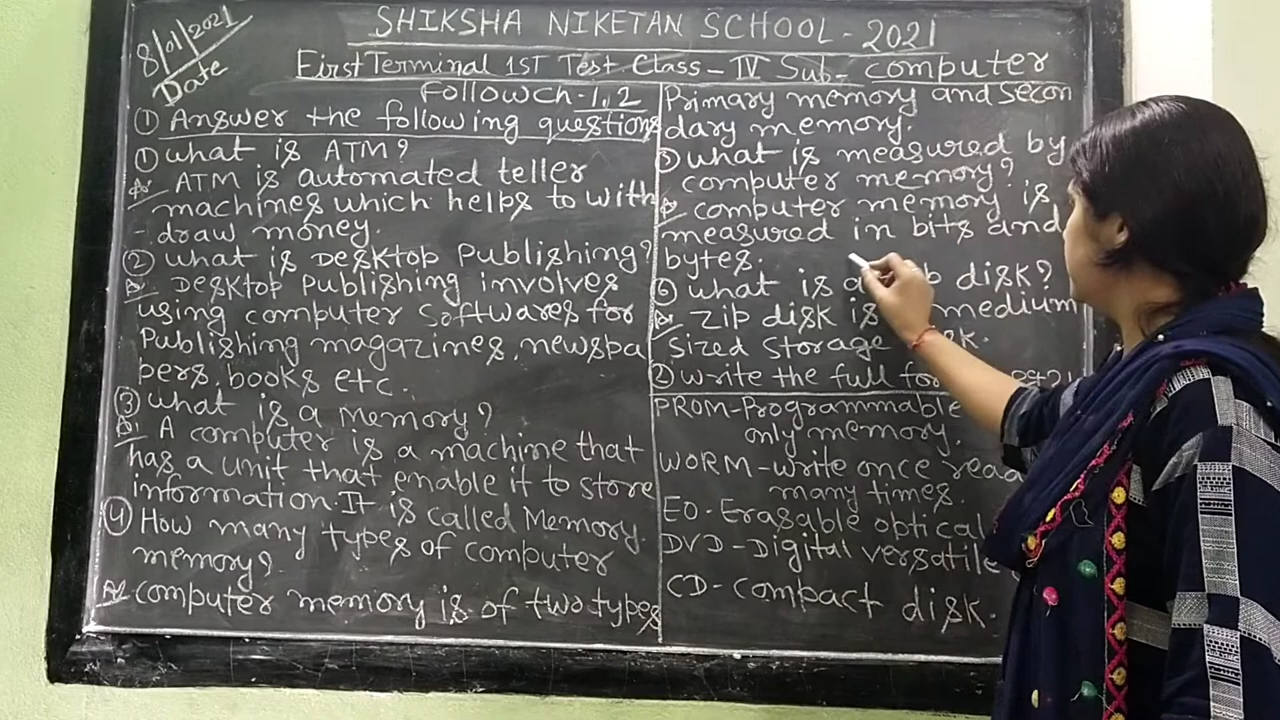 8/01/2021
Date
SHIKSHA NIKETAN SCHOOL - 2021
First Terminal 1ST Test Class - IV Sub - computer
Follow ch - 1, 2
① Answer the following questions
① what is ATM?
A. ATM is automated teller
machines which helps to with
- draw money.
② what is Desktop Publishing?
A. Desktop Publishing involves
using computer softwares for
Publishing magazines, newspa
pers, books etc.
③ what is a Memory?
A. A computer is a machine that
has a unit that enable it to store
information. It is called Memory.
④ How many types of computer
memory?
A. computer memory is of two types
Primary memory and Secon
dary memory.
⑤ what is measured by
computer memory?
A. computer memory is
measured in bits and
bytes.
⑥ what is a disk?
A. Zip disk is medium
sized storage
② write the full
PROM - Programmable
only memory.
WORM - write once read
many times.
EO - Erasable optical
DVD - Digital versatile
CD - compact disk.